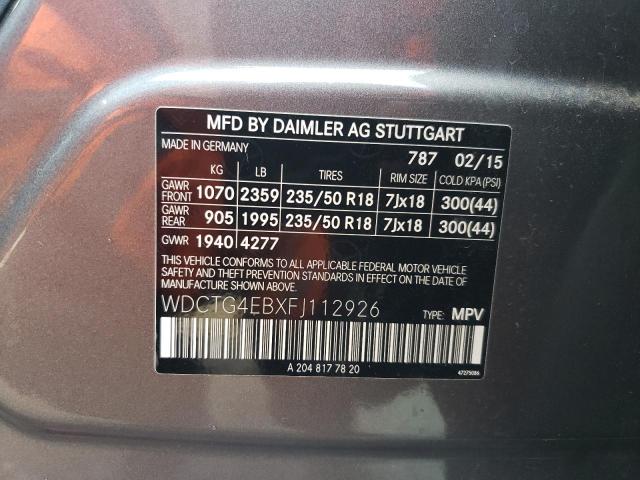 MFD BY DAIMLER AG STUTTGART
MADE IN GERMANY 787 02/15
KG LB TIRES RIM SIZE COLD KPA (PSI)
GAWR FRONT 1070 2359 235/50 R18 7Jx18 300(44)
GAWR REAR 905 1995 235/50 R18 7Jx18 300(44)
GVWR 1940 4277
THIS VEHICLE CONFORMS TO ALL APPLICABLE FEDERAL MOTOR VEHICLE
SAFETY AND THEFT PREVENTION STANDARDS IN EFFECT ON THE DATE OF
MANUFACTURE SHOWN ABOVE.
WDCTG4EBXFJ112926 TYPE: MPV
A 204 817 78 20 47275086